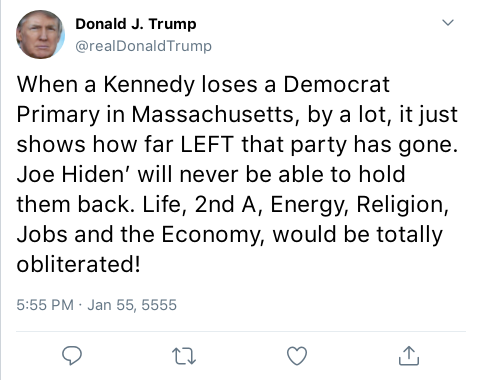 Donald J. Trump
@realDonaldTrump
When a Kennedy loses a Democrat
Primary in Massachusetts, by a lot, it just
shows how far LEFT that party has gone.
Joe Hiden’ will never be able to hold
them back. Life, 2nd A, Energy, Religion,
Jobs and the Economy, would be totally
obliterated!
5:55 PM · Jan 55, 5555